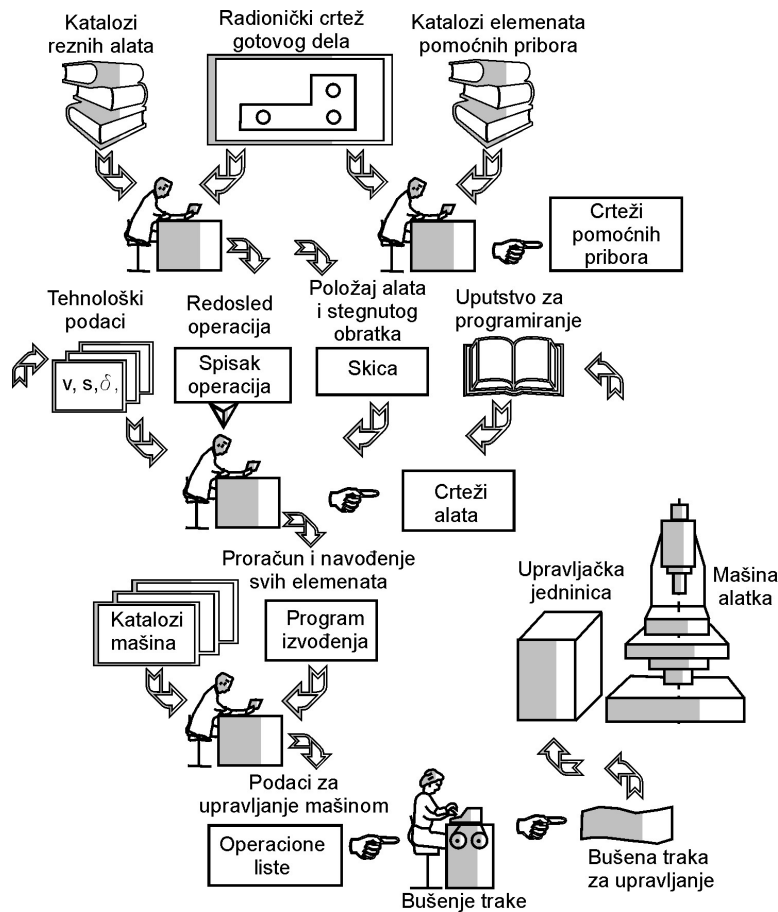 Katalozi
reznih alata
Radionički crtež
gotovog dela
Katalozi elemenata
pomoćnih pribora
Crteži
pomoćnih
pribora
Tehnološki
podaci
v, s, δ,
Redosled
operacija
Spisak
operacija
Položaj alata
i stegnutog
obratka
Skica
Uputstvo za
programiranje
Crteži
alata
Proračun i navođenje
svih elemenata
Katalozi
mašina
Program
izvođenja
Upravljačka
jedninica
Mašina
alatka
Podaci za
upravljanje mašinom
Operacione
liste
Bušenje trake
Bušena traka
za upravljanje